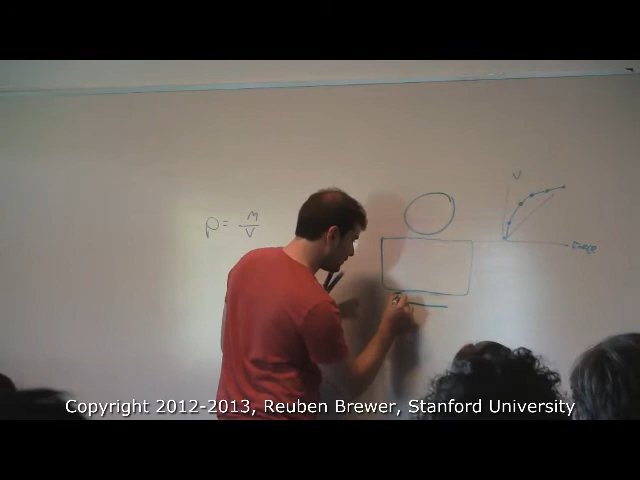 ρ = M/V
V
Copyright 2012-2013, Reuben Brewer, Stanford University